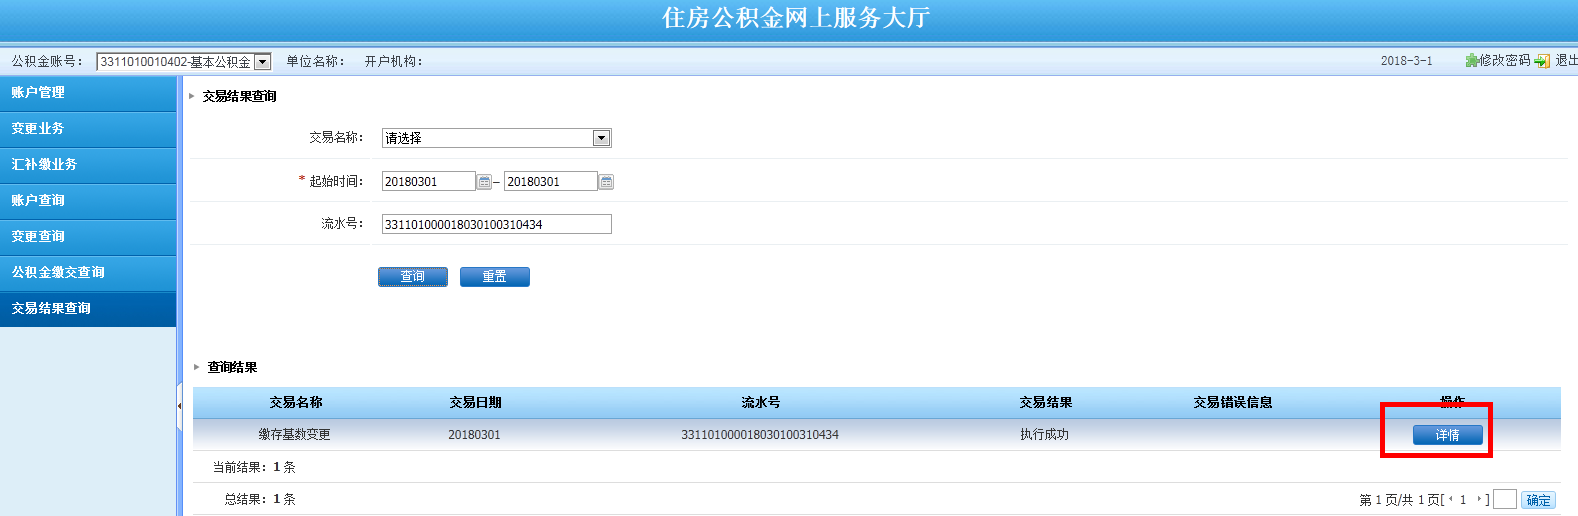 住房公积金网上服务大厅
公积金账号： 3311010010402-基本公积金 单位名称： 开户机构： 2018-3-1 修改密码 退出
账户管理
变更业务
汇补缴业务
账户查询
变更查询
公积金缴交查询
交易结果查询
交易结果查询
交易名称： 请选择
* 起始时间： 20180301 – 20180301
流水号： 331101000018030100310434
查询 重置
查询结果
交易名称 交易日期 流水号 交易结果 交易错误信息 操作
缴存基数变更 20180301 331101000018030100310434 执行成功 详情
当前结果：1 条
总结果：1 条 第 1 页/共 1 页[ 1 ] 确定